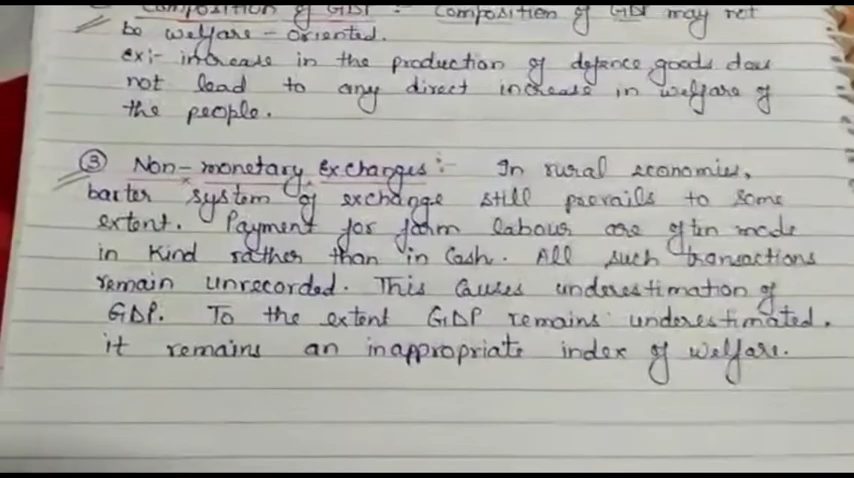 Composition of GDP :- Composition of GDP may not
be welfare-oriented.
ex:- increase in the production of defence goods does
not lead to any direct increase in welfare of
the people.
③ Non-monetary Exchanges:- In rural economies,
barter system of exchange still prevails to some
extent. Payment for farm labour are often made
in kind rather than in Cash. All such transactions
remain unrecorded. This Causes underestimation of
GDP. To the extent GDP remains underestimated,
it remains an inappropriate index of welfare.